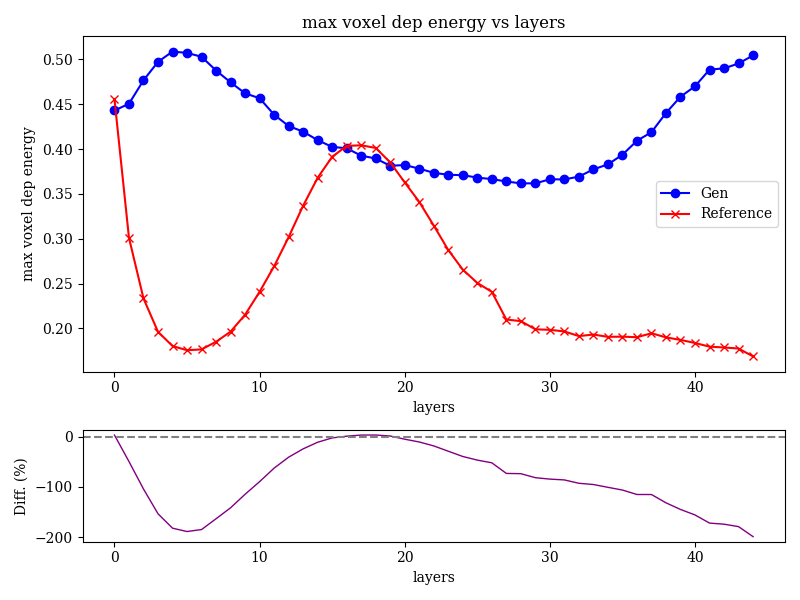 max voxel dep energy vs layers
max voxel dep energy
0.50
0.45
0.40
0.35
0.30
0.25
0.20
Gen
Reference
0 10 20 30 40
layers
Diff. (%)
0
−100
−200
0 10 20 30 40
layers